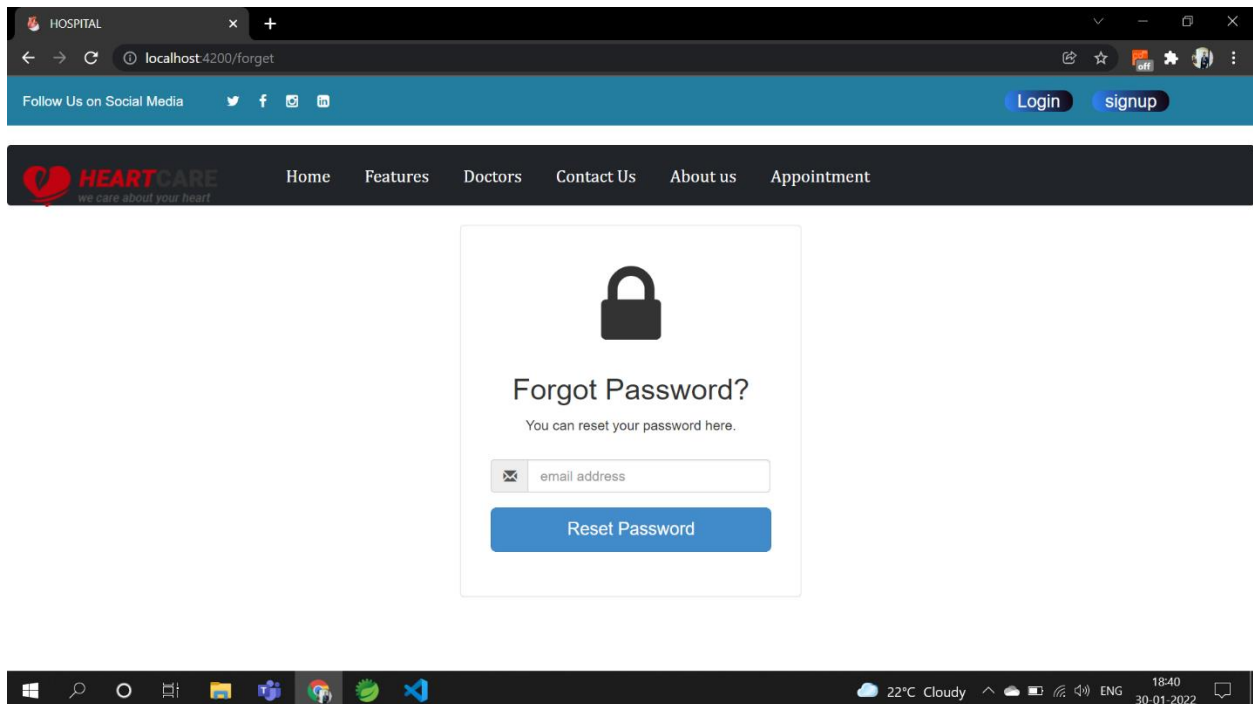 HOSPITAL
localhost:4200/forget
off
Follow Us on Social Media
Login signup
HEARTCARE
we care about your heart
Home Features Doctors Contact Us About us Appointment
Forgot Password?
You can reset your password here.
email address
Reset Password
22°C Cloudy ENG
18:40
30-01-2022